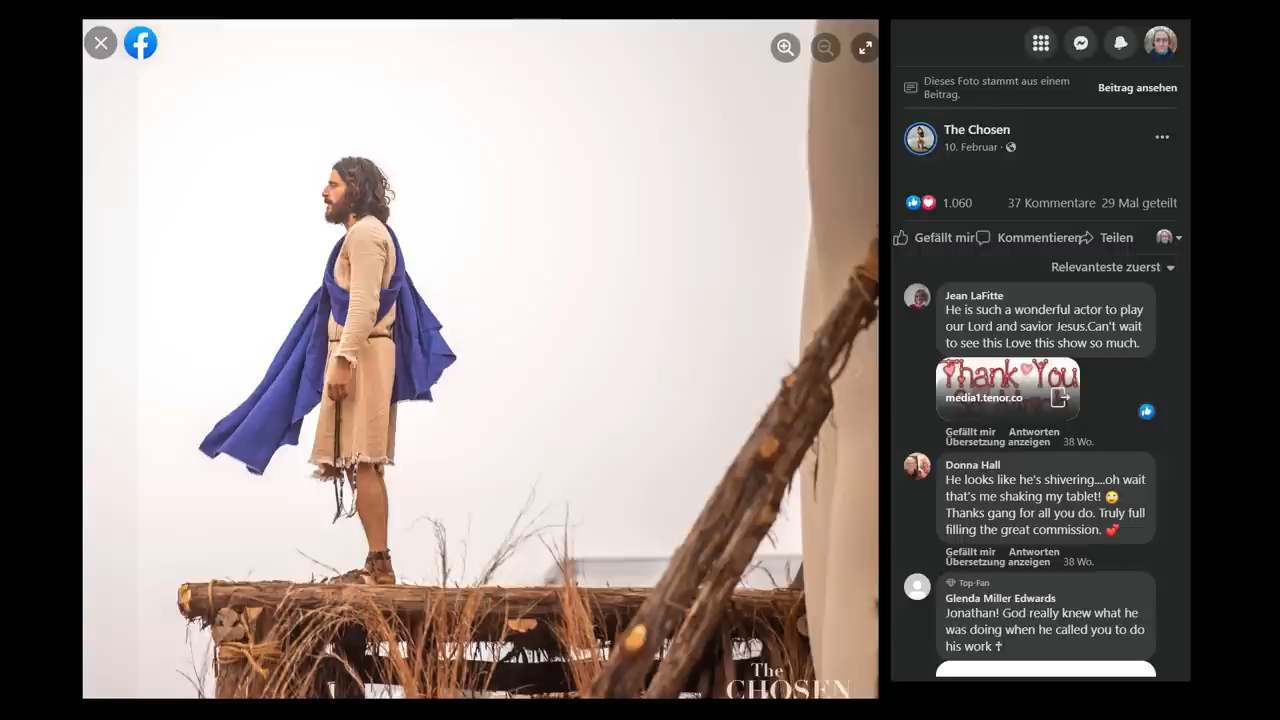 Dieses Foto stammt aus einem
Beitrag.
Beitrag ansehen
The Chosen
10. Februar ·
1.060
37 Kommentare
29 Mal geteilt
Gefällt mir
Kommentieren
Teilen
Relevanteste zuerst
Jean LaFitte
He is such a wonderful actor to play
our Lord and savior Jesus.Can't wait
to see this Love this show so much.
Thank You
media1.tenor.co
Gefällt mir Antworten
Übersetzung anzeigen 38 Wo.
Donna Hall
He looks like he's shivering....oh wait
that's me shaking my tablet! 🙄
Thanks gang for all you do. Truly full
filling the great commission. 💕
Gefällt mir Antworten
Übersetzung anzeigen 38 Wo.
Top-Fan
Glenda Miller Edwards
Jonathan! God really knew what he
was doing when he called you to do
his work ✝
The
CHOSEN